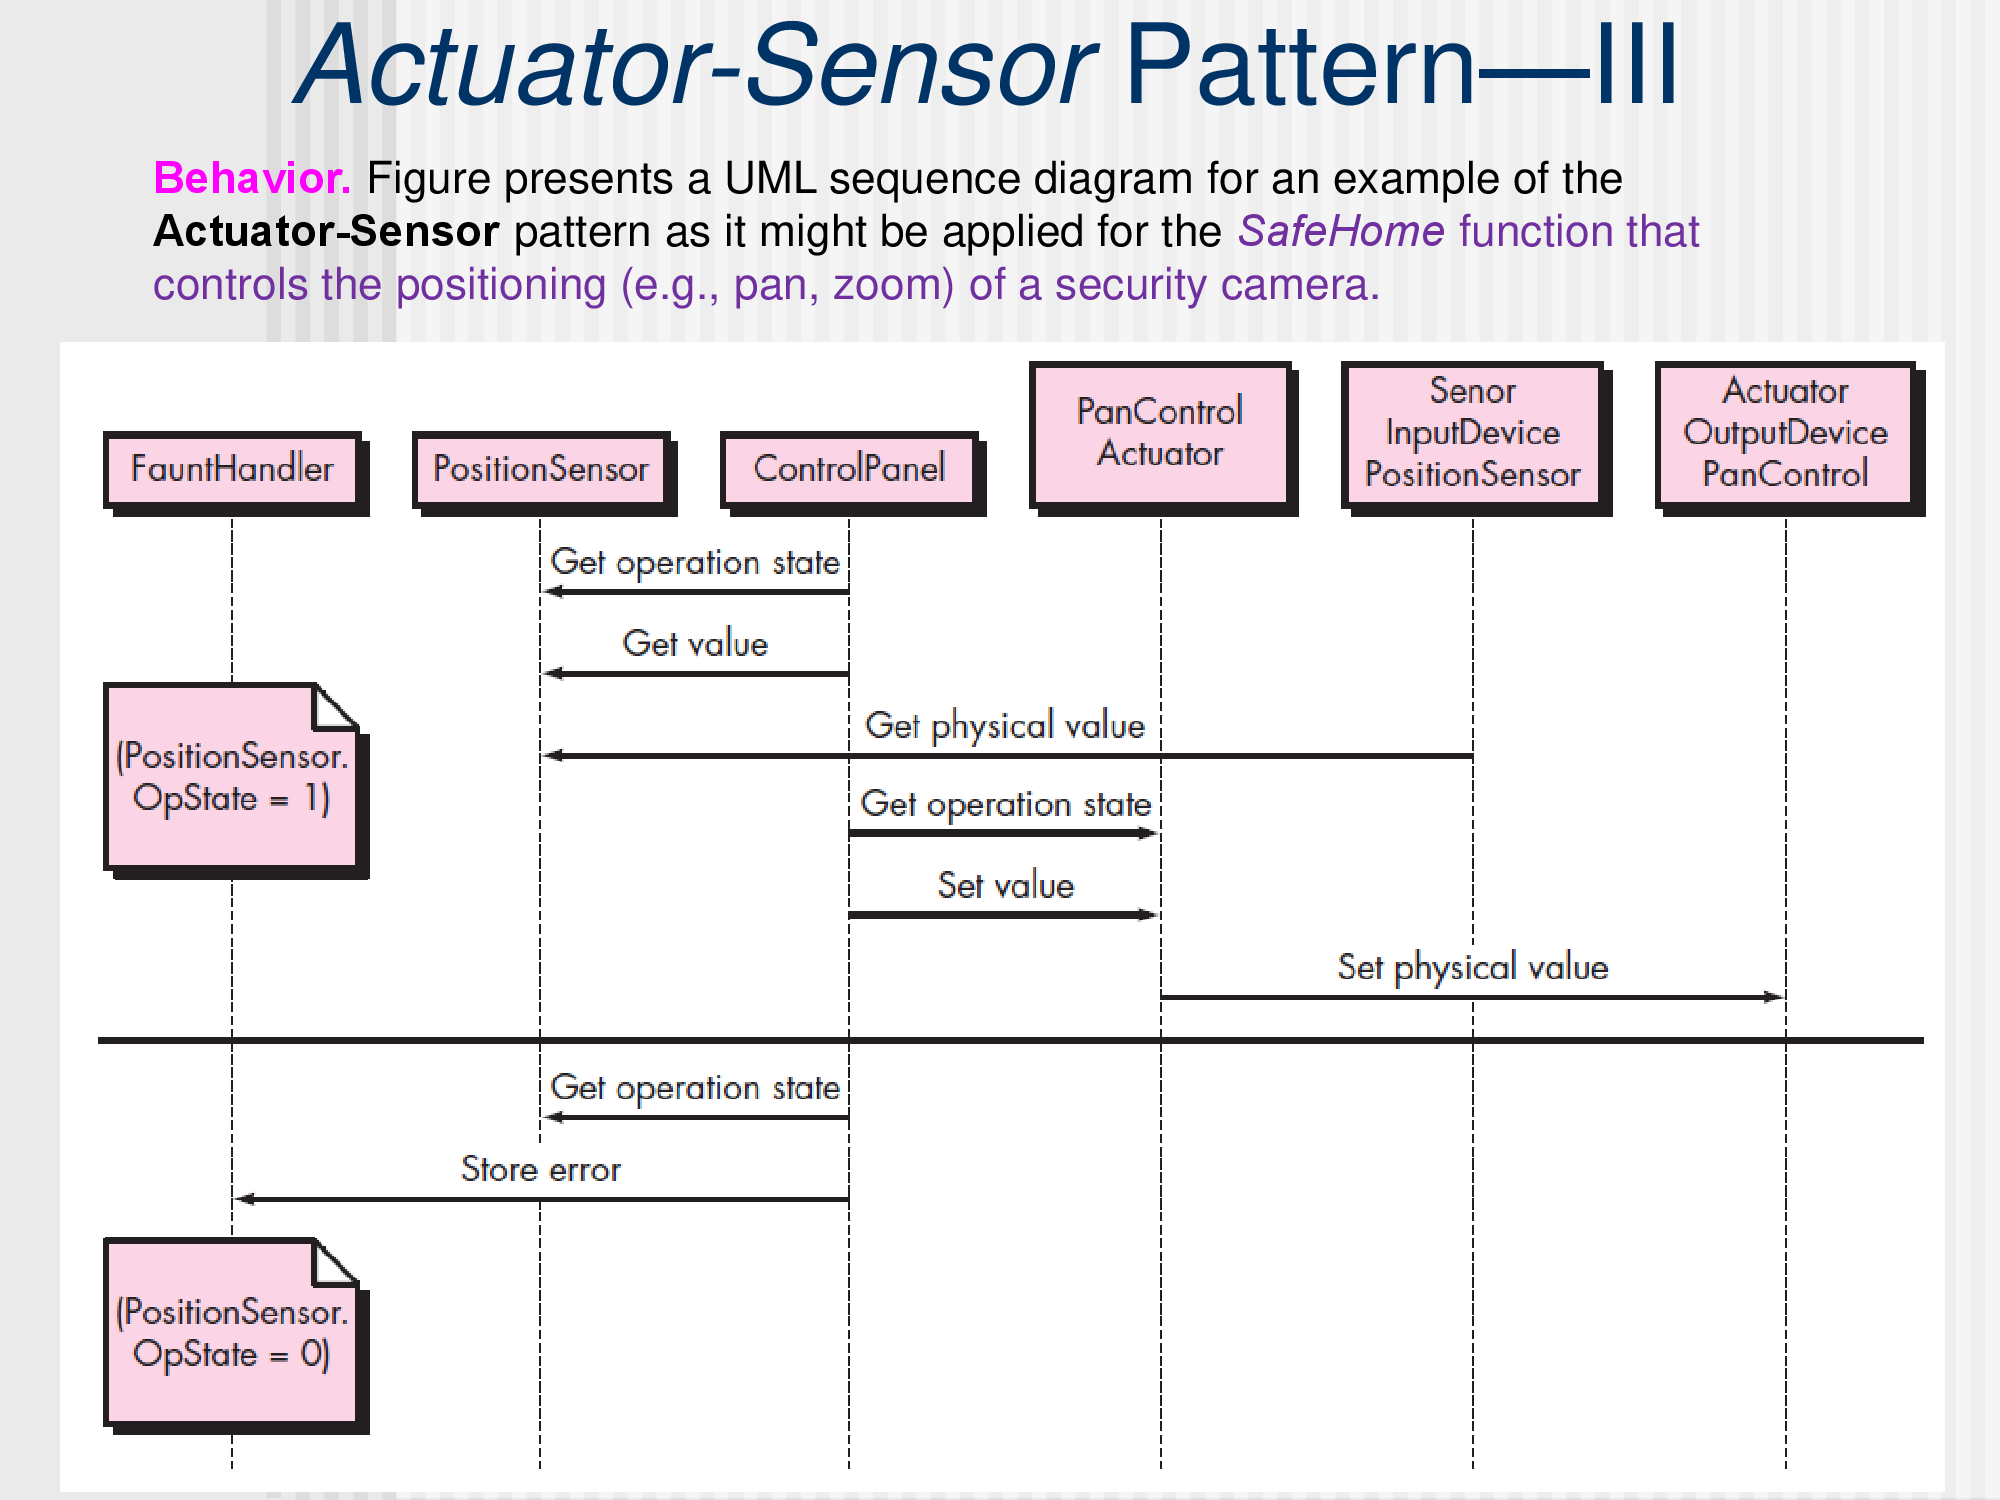 Actuator-Sensor Pattern—III
Behavior. Figure presents a UML sequence diagram for an example of the
Actuator-Sensor pattern as it might be applied for the SafeHome function that
controls the positioning (e.g., pan, zoom) of a security camera.
FauntHandler
PositionSensor
ControlPanel
PanControl
Actuator
Senor
InputDevice
PositionSensor
Actuator
OutputDevice
PanControl
Get operation state
Get value
(PositionSensor.
OpState = 1)
Get physical value
Get operation state
Set value
Set physical value
Get operation state
Store error
(PositionSensor.
OpState = 0)